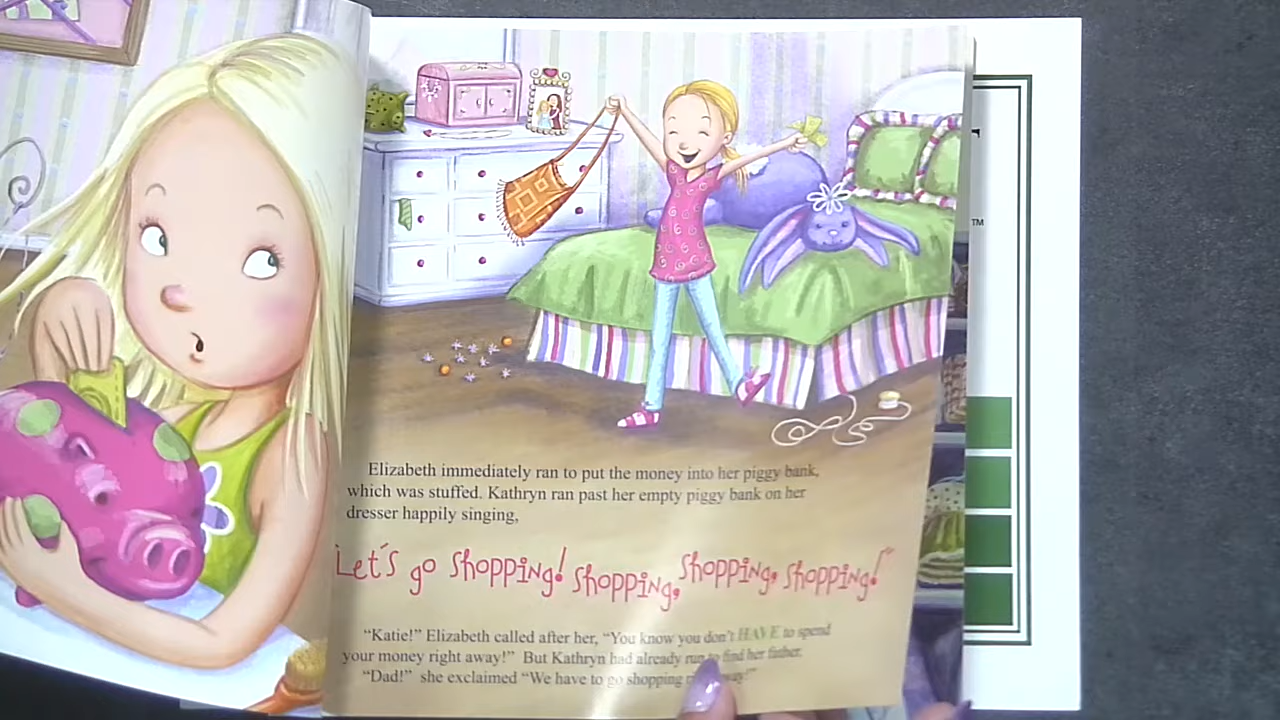 Elizabeth immediately ran to put the money into her piggy bank,
which was stuffed. Kathryn ran past her empty piggy bank on her
dresser happily singing,
"Let's go shopping! shopping, shopping, shopping!"
"Katie!" Elizabeth called after her, "You know you don't HAVE to spend
your money right away!" But Kathryn had already run to find her father.
"Dad!" she exclaimed "We have to go shopping
TM